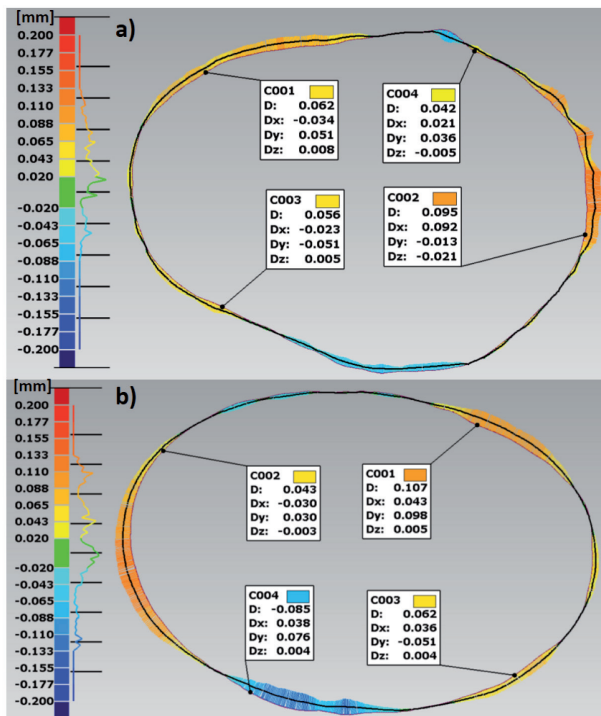 [mm]
a)
0.200
0.177
0.155
0.133
0.110
0.088
0.065
0.043
0.020
-0.020
-0.043
-0.065
-0.088
-0.110
-0.133
-0.155
-0.177
-0.200
C001
D: 0.062
Dx: -0.034
Dy: 0.051
Dz: 0.008
C004
D: 0.042
Dx: 0.021
Dy: 0.036
Dz: -0.005
C003
D: 0.056
Dx: -0.023
Dy: -0.051
Dz: 0.005
C002
D: 0.095
Dx: 0.092
Dy: -0.013
Dz: -0.021
[mm]
b)
0.200
0.177
0.155
0.133
0.110
0.088
0.065
0.043
0.020
-0.020
-0.043
-0.065
-0.088
-0.110
-0.133
-0.155
-0.177
-0.200
C002
D: 0.043
Dx: -0.030
Dy: 0.030
Dz: -0.003
C001
D: 0.107
Dx: 0.043
Dy: 0.098
Dz: 0.005
C004
D: -0.085
Dx: 0.038
Dy: 0.076
Dz: 0.004
C003
D: 0.062
Dx: 0.036
Dy: -0.051
Dz: 0.004